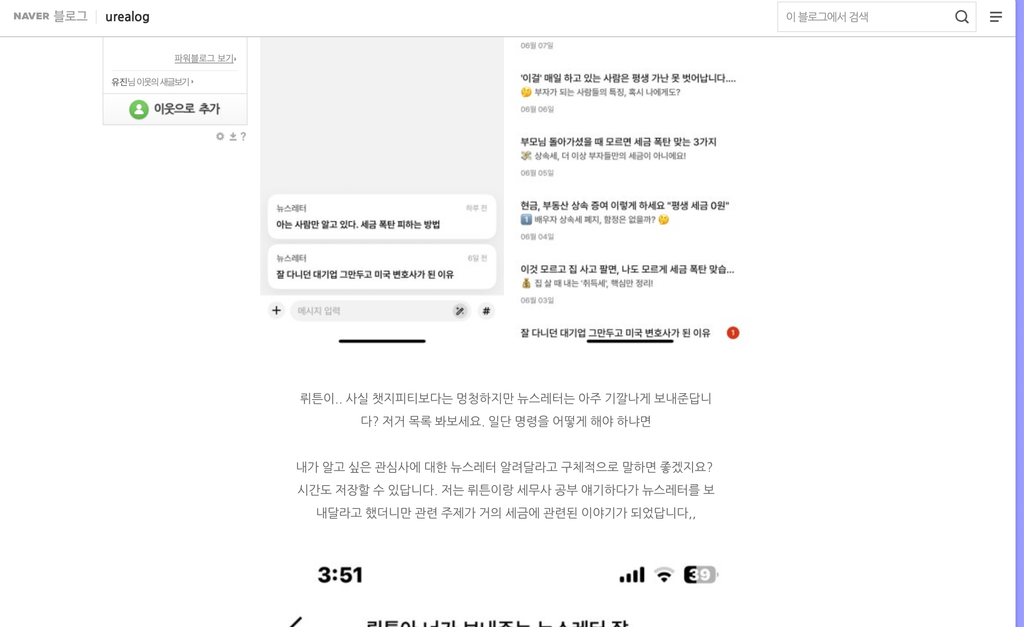 NAVER 블로그 urealog
이 블로그에서 검색
파워블로그 보기
유진님 이웃의 새글보기
이웃으로 추가
?
06월 07일
'이걸' 매일 하고 있는 사람은 평생 가난 못 벗어납니다....
🤔 부자가 되는 사람들의 특징, 혹시 나에게도?
06월 06일
부모님 돌아가셨을 때 모르면 세금 폭탄 맞는 3가지
💸 상속세, 더 이상 부자들만의 세금이 아니에요!
06월 05일
현금, 부동산 상속 증여 이렇게 하세요 "평생 세금 0원"
1️⃣ 배우자 상속세 폐지, 함정은 없을까? 🤔
06월 04일
이것 모르고 집 사고 팔면, 나도 모르게 세금 폭탄 맞습...
💰 집 살 때 내는 '취득세', 핵심만 정리!
06월 03일
잘 다니던 대기업 그만두고 미국 변호사가 된 이유 1
뉴스레터 하루 전
아는 사람만 알고 있다. 세금 폭탄 피하는 방법
뉴스레터 6일 전
잘 다니던 대기업 그만두고 미국 변호사가 된 이유
+ 메시지 입력 #
뤼튼이.. 사실 챗지피티보다는 멍청하지만 뉴스레터는 아주 기깔나게 보내준답니
다? 저거 목록 봐보세요. 일단 명령을 어떻게 해야 하냐면
내가 알고 싶은 관심사에 대한 뉴스레터 알려달라고 구체적으로 말하면 좋겠지요?
시간도 저장할 수 있답니다. 저는 뤼튼이랑 세무사 공부 얘기하다가 뉴스레터를 보
내달라고 했더니만 관련 주제가 거의 세금에 관련된 이야기가 되었답니다,,
3:51 39